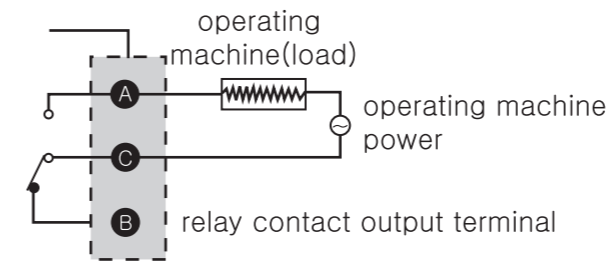 operating
machine(load)
A
operating machine
power
C
B
relay contact output terminal